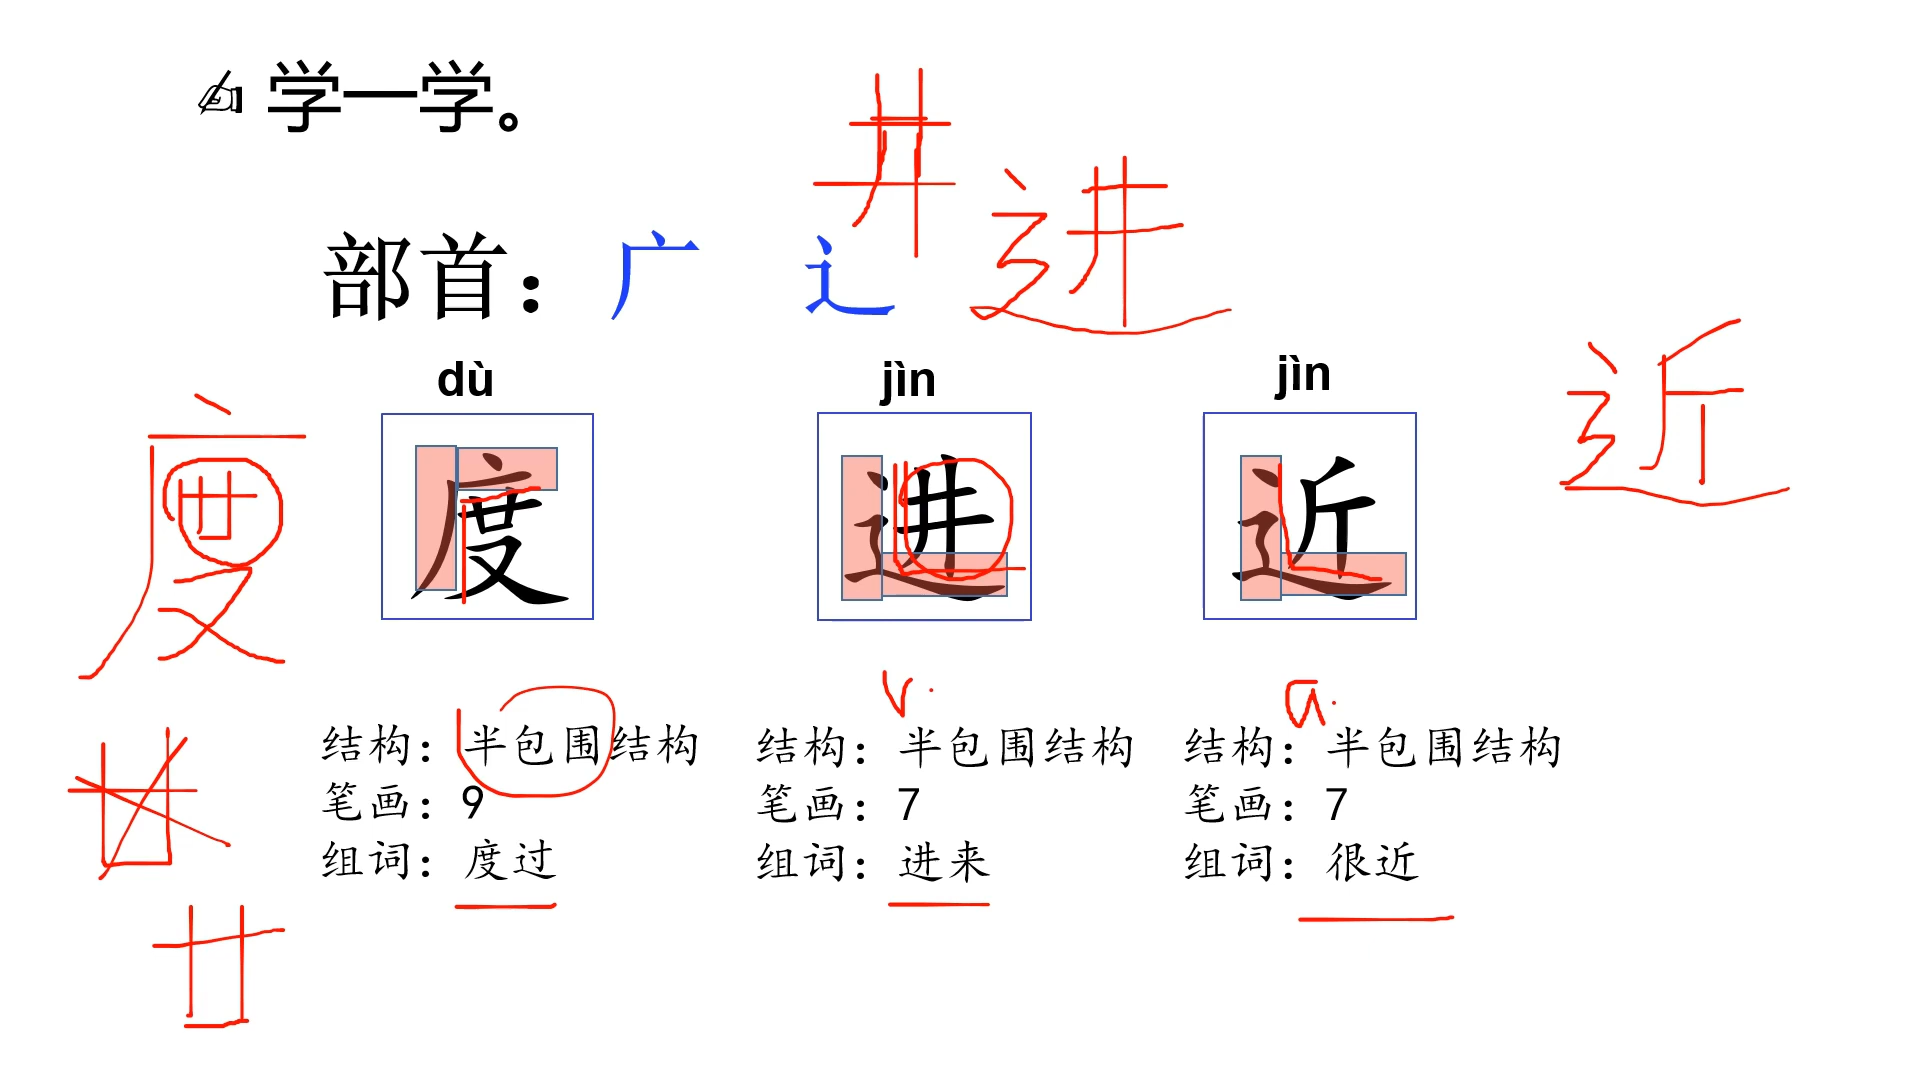 ✍ 学一学。
井
进
部首：广 辶
近
dù jìn jìn
度
度 进 近
v.
a.
结构：半包围结构 结构：半包围结构 结构：半包围结构
笔画：9 笔画：7 笔画：7
组词：度过 组词：进来 组词：很近
廿